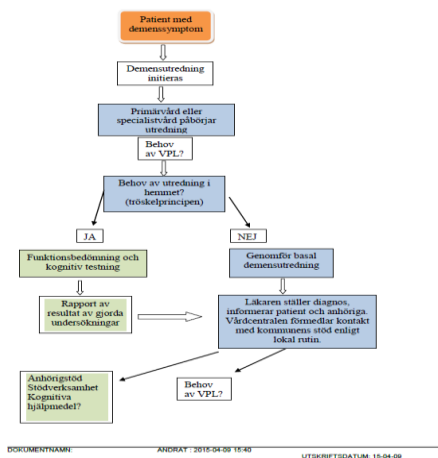 Patient med
demenssymptom
Demensutredning
initieras
Primärvård eller
specialistvård påbörjar
utredning
Behov
av VPL?
Behov av utredning i
hemmet?
(tröskelprincipen)
JA
NEJ
Funktionsbedömning och
kognitiv testning
Genomför basal
demensutredning
Rapport av
resultat av gjorda
undersökningar
Läkaren ställer diagnos,
informerar patient och anhöriga.
Vårdcentralen förmedlar kontakt
med kommunens stöd enligt
lokal rutin.
Anhörigstöd
Stödverksamhet
Kognitiva
hjälpmedel?
Behov
av VPL?
DOKUMENTNAMN:
ÄNDRAT : 2015-04-09 15:40
UTSKRIFTSDATUM: 15-04-09